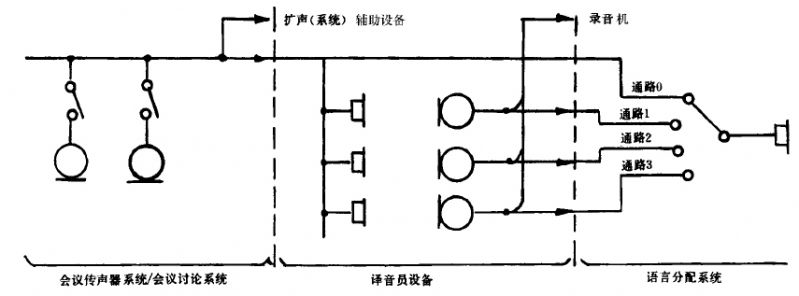 扩声(系统) 辅助设备
录音机
通路0
通路1
通路2
通路3
会议传声器系统/会议讨论系统
译音员设备
语言分配系统